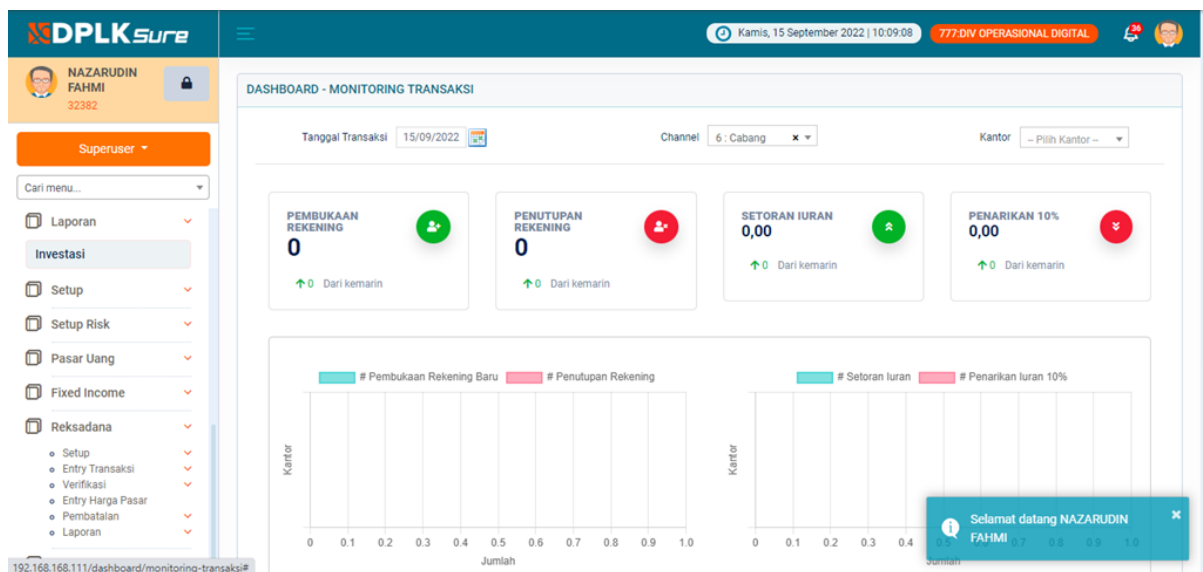 DPLKsure
Kamis, 15 September 2022 | 10:09:08
777:DIV OPERASIONAL DIGITAL
36
NAZARUDIN
FAHMI
32382
Superuser
Cari menu...
Laporan
Investasi
Setup
Setup Risk
Pasar Uang
Fixed Income
Reksadana
Setup
Entry Transaksi
Verifikasi
Entry Harga Pasar
Pembatalan
Laporan
192.168.168.111/dashboard/monitoring-transaksi#
DASHBOARD - MONITORING TRANSAKSI
Tanggal Transaksi 15/09/2022
Channel 6 : Cabang
Kantor -- Pilih Kantor --
PEMBUKAAN
REKENING
0
0 Dari kemarin
PENUTUPAN
REKENING
0
0 Dari kemarin
SETORAN IURAN
0,00
0 Dari kemarin
PENARIKAN 10%
0,00
0 Dari kemarin
# Pembukaan Rekening Baru # Penutupan Rekening
Kantor
0 0.1 0.2 0.3 0.4 0.5 0.6 0.7 0.8 0.9 1.0
Jumlah
# Setoran Iuran # Penarikan Iuran 10%
Kantor
0 0.1 0.2 0.3 0.4 0.5 0.6 0.7 0.8 0.9 1.0
Jumlah
Selamat datang NAZARUDIN
FAHMI